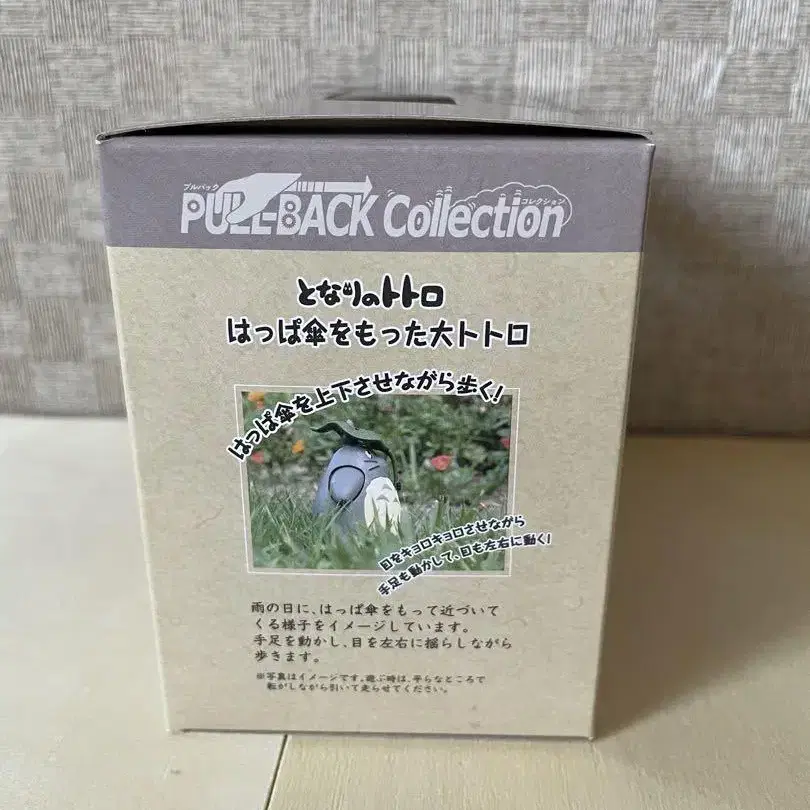 プルバック
PULL-BACK Collection
コレクション
となりのトトロ
はっぱ傘をもった大トトロ
はっぱ傘を上下させながら歩く!
目をキョロキョロさせながら
手足も動かして、目も左右に動く!
雨の日に、はっぱ傘をもって近づいて
くる様子をイメージしています。
手足を動かし、目を左右に揺らしながら
歩きます。
※写真はイメージです。遊ぶ時は、平らなところで
転がしながら引いて走らせてください。